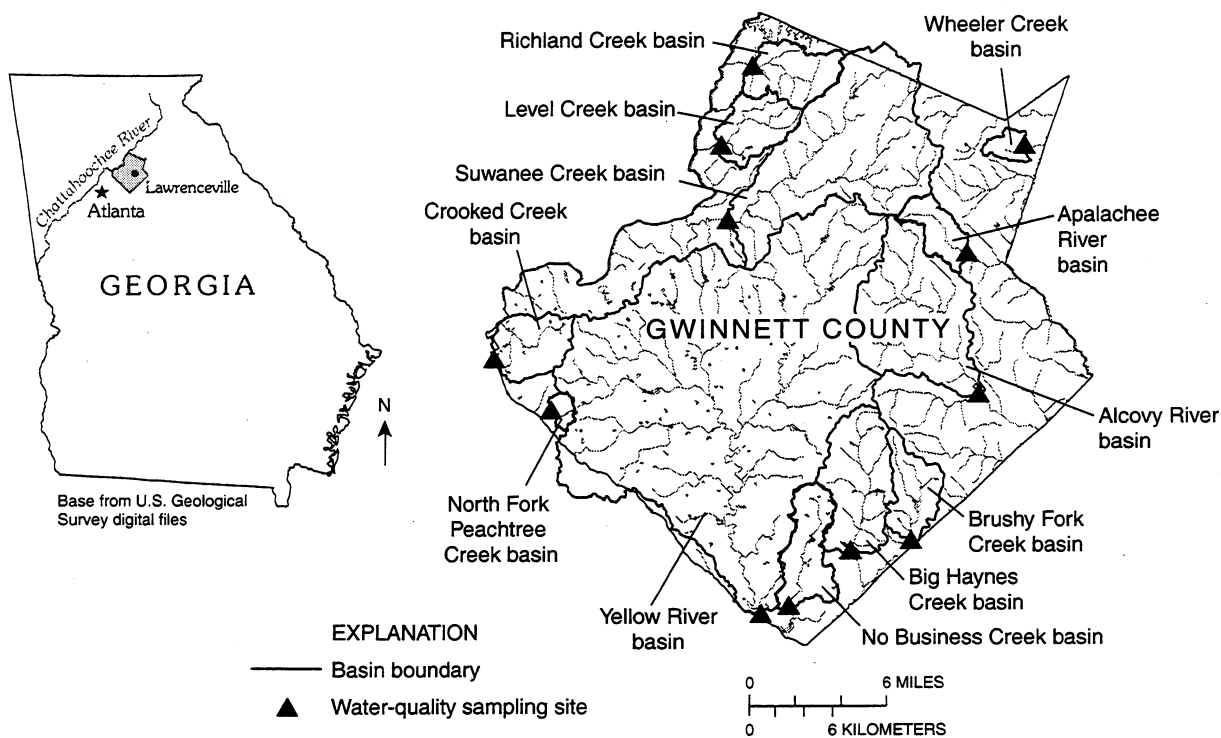 Chattahoochee River
Lawrenceville
Atlanta
GEORGIA
N
Base from U.S. Geological
Survey digital files
Richland Creek basin
Wheeler Creek
basin
Level Creek basin
Suwanee Creek basin
Crooked Creek
basin
Apalachee
River
basin
GWINNETT COUNTY
Alcovy River
basin
North Fork
Peachtree
Creek basin
Brushy Fork
Creek basin
Big Haynes
Creek basin
Yellow River
basin
No Business Creek basin
EXPLANATION
Basin boundary
Water-quality sampling site
0 6 MILES
0 6 KILOMETERS